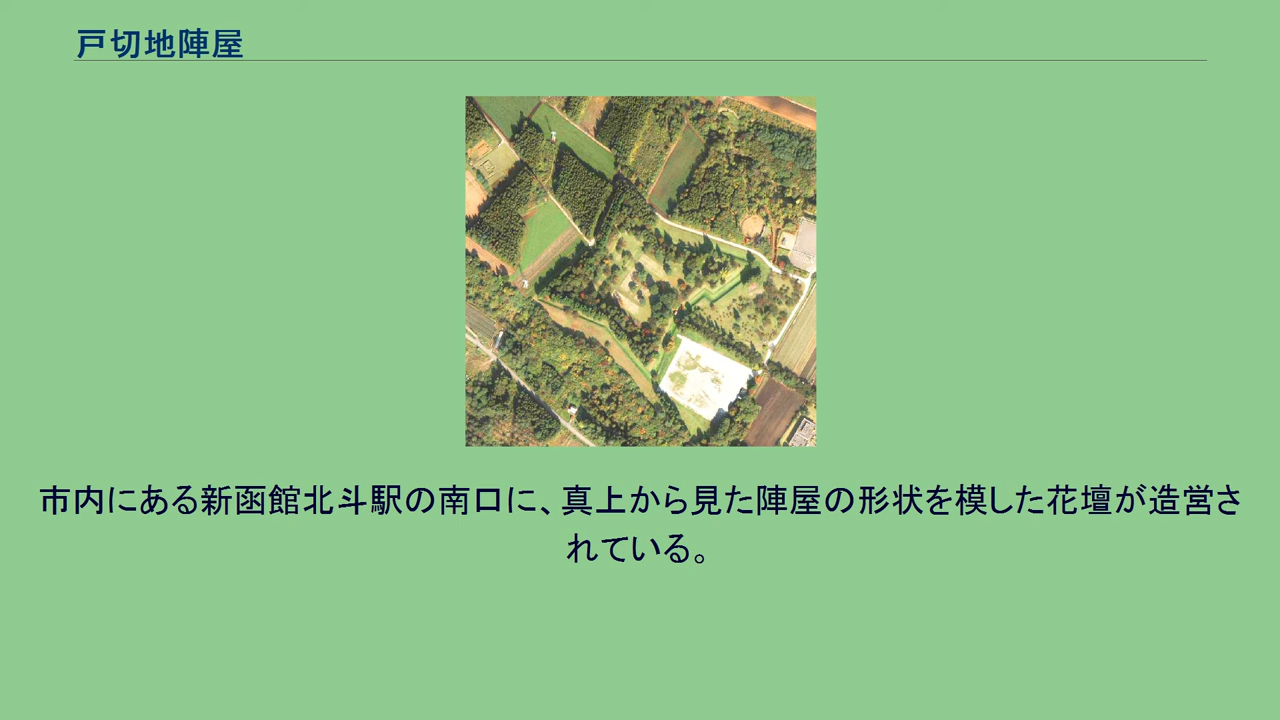 戸切地陣屋
市内にある新函館北斗駅の南口に、真上から見た陣屋の形状を模した花壇が造営さ
れている。